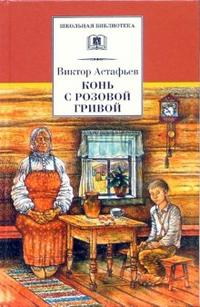 ШКОЛЬНАЯ БИБЛИОТЕКА
Виктор Астафьев
КОНЬ
С РОЗОВОЙ
ГРИВОЙ